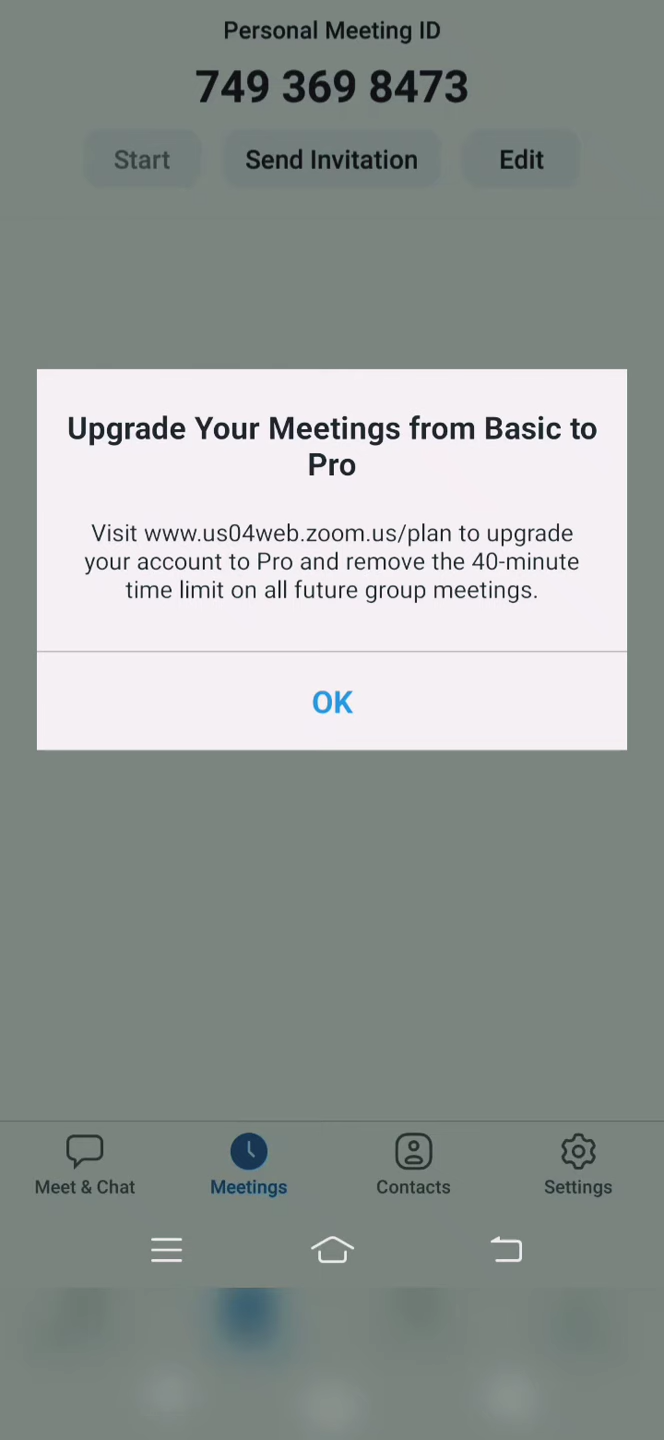 Personal Meeting ID
749 369 8473
Start Send Invitation Edit
Upgrade Your Meetings from Basic to
Pro
Visit www.us04web.zoom.us/plan to upgrade
your account to Pro and remove the 40-minute
time limit on all future group meetings.
OK
Meet & Chat Meetings Contacts Settings